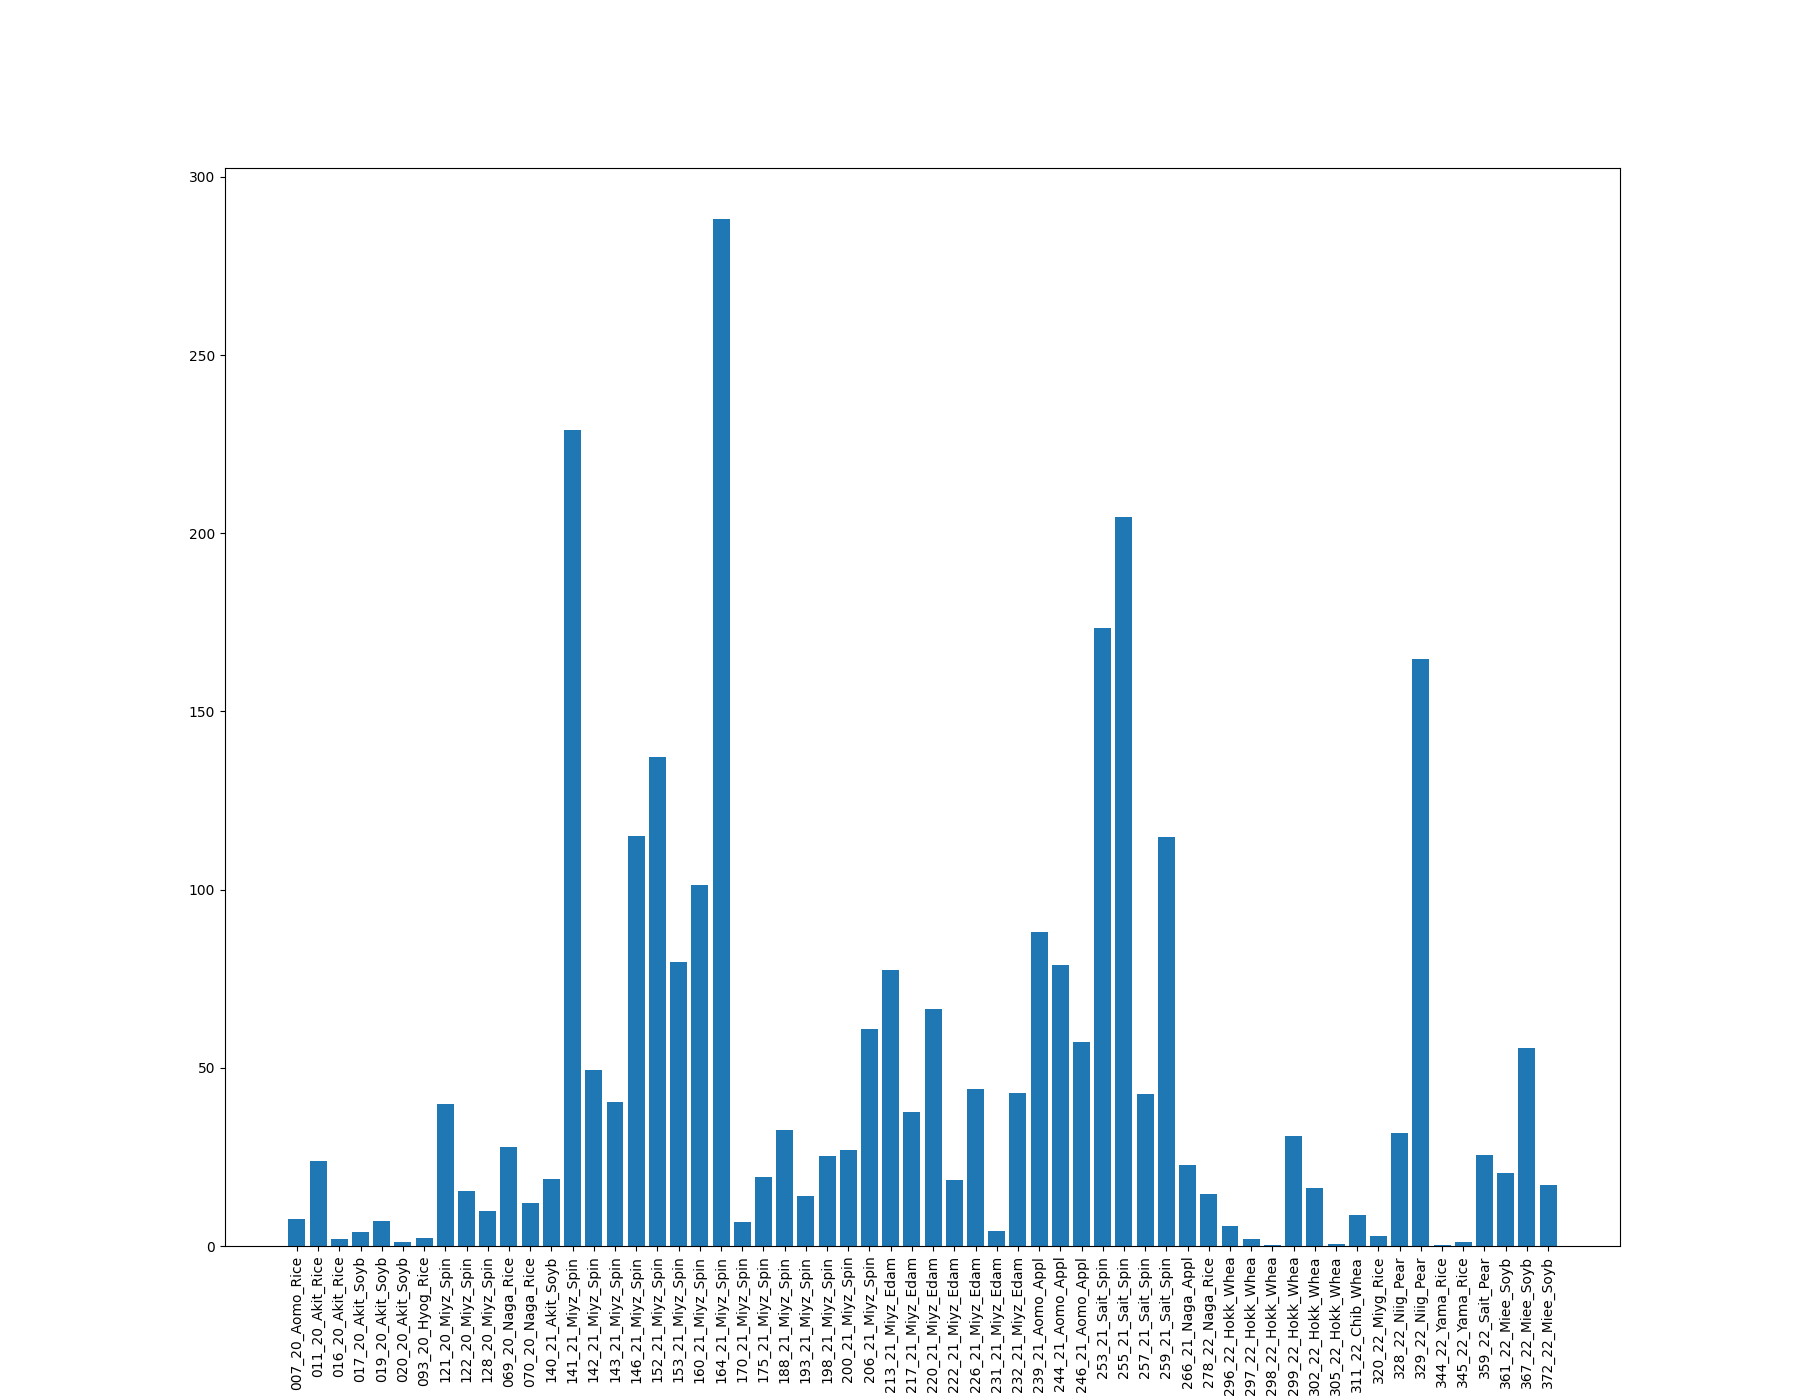 300
250
200
150
100
50
0
007_20_Aomo_Rice
011_20_Akit_Rice
016_20_Akit_Rice
017_20_Akit_Soyb
019_20_Akit_Soyb
020_20_Akit_Soyb
093_20_Hyog_Rice
121_20_Miyz_Spin
122_20_Miyz_Spin
128_20_Miyz_Spin
069_20_Naga_Rice
070_20_Naga_Rice
140_21_Akit_Soyb
141_21_Miyz_Spin
142_21_Miyz_Spin
143_21_Miyz_Spin
146_21_Miyz_Spin
152_21_Miyz_Spin
153_21_Miyz_Spin
160_21_Miyz_Spin
164_21_Miyz_Spin
170_21_Miyz_Spin
175_21_Miyz_Spin
188_21_Miyz_Spin
193_21_Miyz_Spin
198_21_Miyz_Spin
200_21_Miyz_Spin
206_21_Miyz_Spin
213_21_Miyz_Edam
217_21_Miyz_Edam
220_21_Miyz_Edam
222_21_Miyz_Edam
226_21_Miyz_Edam
231_21_Miyz_Edam
232_21_Miyz_Edam
239_21_Aomo_Appl
244_21_Aomo_Appl
246_21_Aomo_Appl
253_21_Sait_Spin
255_21_Sait_Spin
257_21_Sait_Spin
259_21_Sait_Spin
266_21_Naga_Appl
278_22_Naga_Rice
296_22_Hokk_Whea
297_22_Hokk_Whea
298_22_Hokk_Whea
299_22_Hokk_Whea
302_22_Hokk_Whea
305_22_Hokk_Whea
311_22_Chib_Whea
320_22_Miyg_Rice
328_22_Niig_Pear
329_22_Niig_Pear
344_22_Yama_Rice
345_22_Yama_Rice
359_22_Sait_Pear
361_22_Miee_Soyb
367_22_Miee_Soyb
372_22_Miee_Soyb